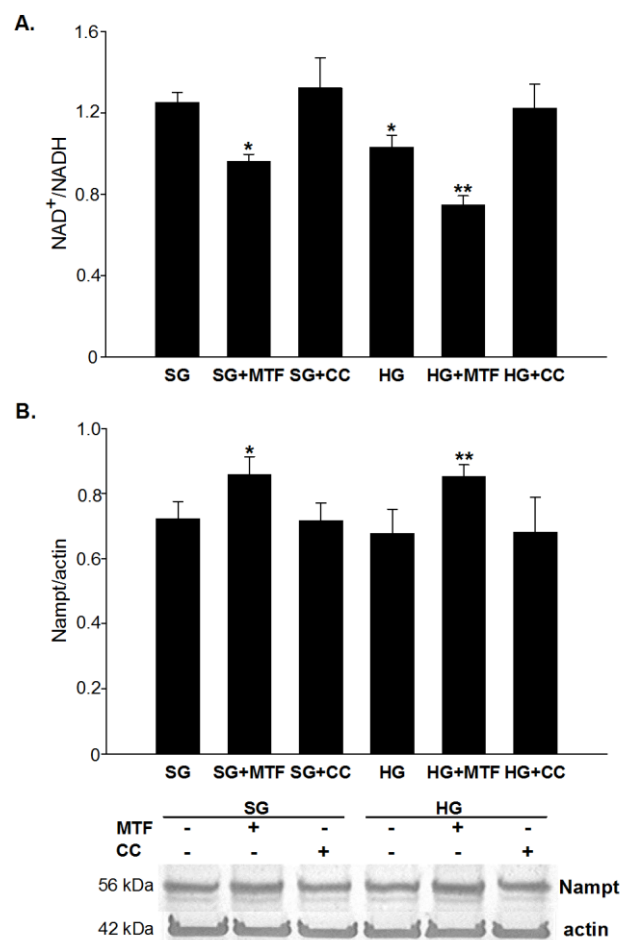 A.
1.6
1.2
0.8
0.4
0
NAD+/NADH
* * **
SG SG+MTF SG+CC HG HG+MTF HG+CC
B.
1.0
0.8
0.6
0.4
0.2
0
Nampt/actin
* **
SG SG+MTF SG+CC HG HG+MTF HG+CC
SG HG
MTF - + - - + -
CC - - + - - +
56 kDa Nampt
42 kDa actin